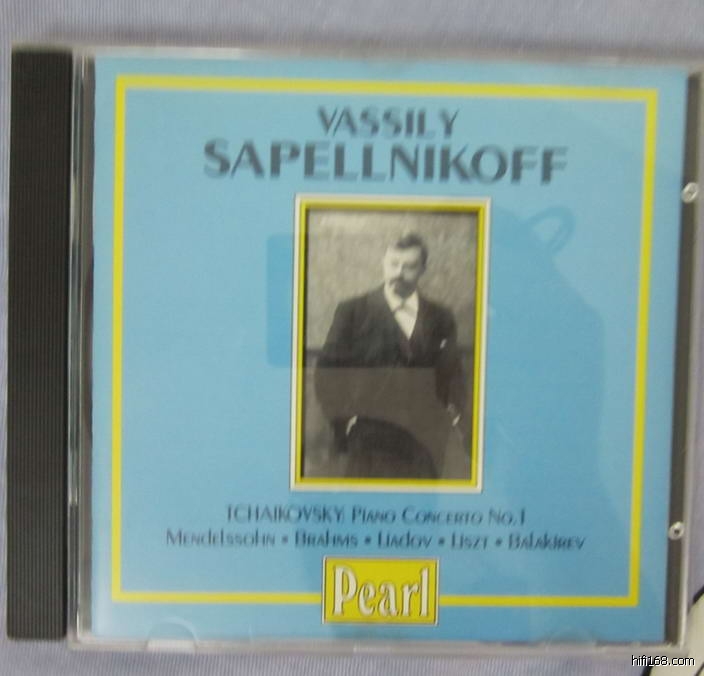 VASSILY
SAPELLNIKOFF
TCHAIKOVSKY: PIANO CONCERTO NO.1
MENDELSSOHN • BRAHMS • LIADOV • LISZT • BALAKIREV
Pearl
hifi168.com